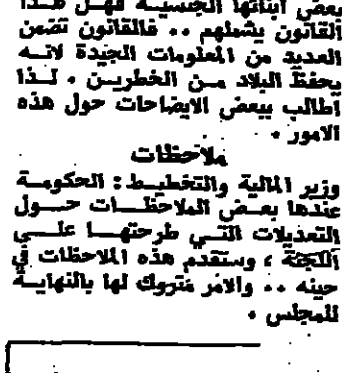 بعض ابنائها الجنسية فهل هذا
القانون يشملهم .. فالقانون تضمن
العديد من المعلومات الجيدة لانه
يحفظ البلاد من الخطرين . لذا
اطالب ببعض الايضاحات حول هذه
الامور .
ملاحظات
وزير المالية والتخطيط : الحكومة
عندها بعض الملاحظات حول
التعديلات التي طرحتها على
اللجنة ، وستقدم هذه الملاحظات في
حينه .. والامر متروك لها بالنهاية
للمجلس .